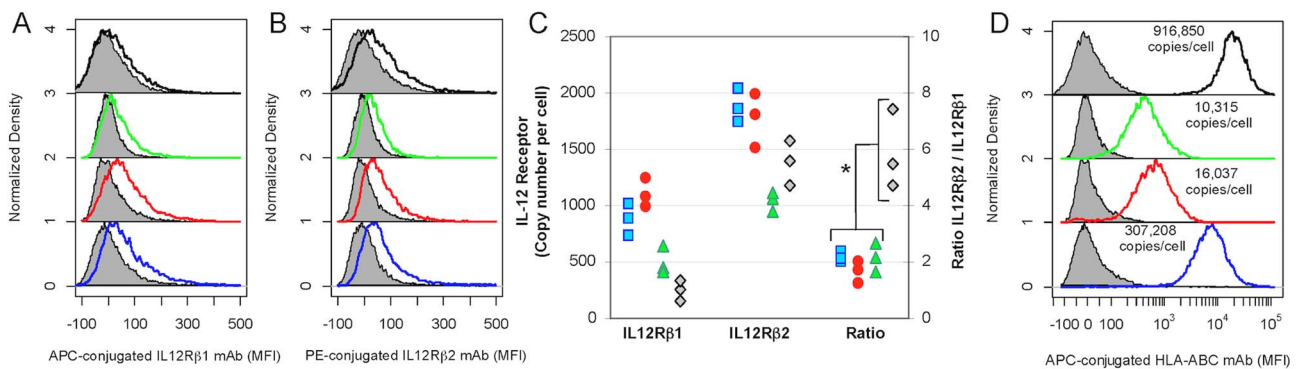 A
Normalized Density
4
3
2
1
0
-100 100 300 500
APC-conjugated IL12Rβ1 mAb (MFI)
B
Normalized Density
4
3
2
1
0
-100 0 100 300 500
PE-conjugated IL12Rβ2 mAb (MFI)
C
IL-12 Receptor
(Copy number per cell)
2500
2000
1500
1000
500
0
*
10
8
6
4
2
0
Ratio IL12Rβ2 / IL12Rβ1
IL12Rβ1 IL12Rβ2 Ratio
D
Normalized Density
4
3
2
1
0
916,850
copies/cell
10,315
copies/cell
16,037
copies/cell
307,208
copies/cell
-100 0 100 10³ 10⁴ 10⁵
APC-conjugated HLA-ABC mAb (MFI)